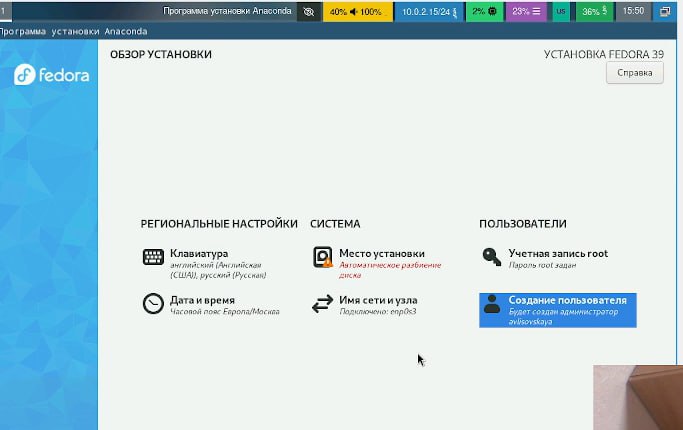 1 Программа установки Anaconda 40% 100% 10.0.2.15/24 2% 23% us 36% 15:50
Программа установки Anaconda
ОБЗОР УСТАНОВКИ
УСТАНОВКА FEDORA 39
fedora
Справка
РЕГИОНАЛЬНЫЕ НАСТРОЙКИ
СИСТЕМА
ПОЛЬЗОВАТЕЛИ
Клавиатура
английский (Английская
(США)), русский (Русская)
Место установки
Автоматическое разбиение
диска
Учетная запись root
Пароль root задан
Дата и время
Часовой пояс Европа/Москва
Имя сети и узла
Подключено: enp0s3
Создание пользователя
Будет создан администратор
avlisovskaya